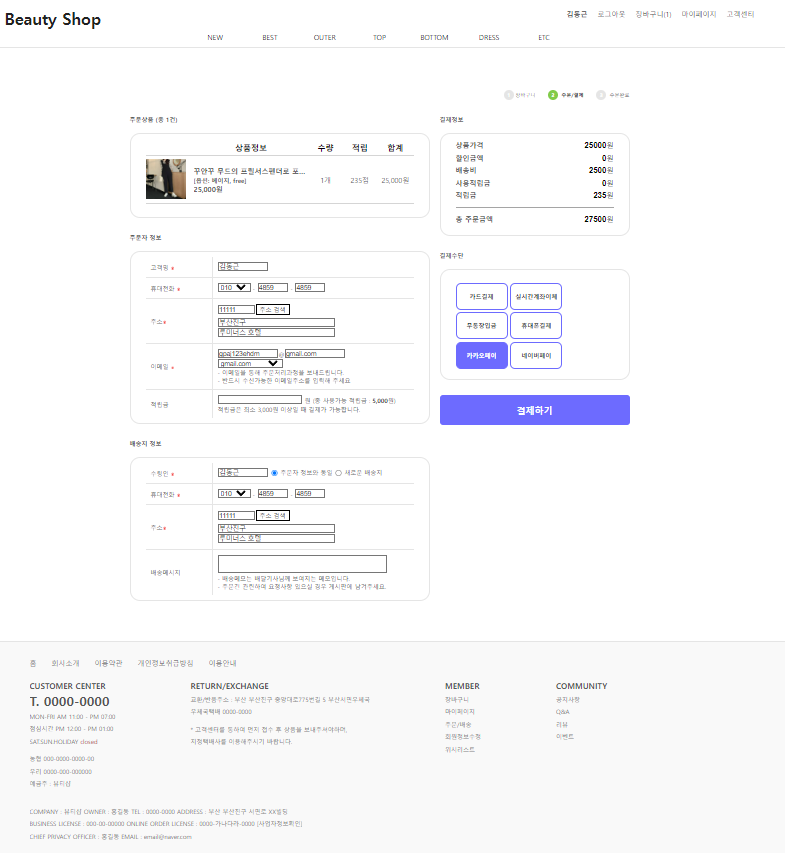 Beauty Shop
김동근 로그아웃 장바구니(1) 마이페이지 고객센터
NEW BEST OUTER TOP BOTTOM DRESS ETC
1 장바구니 2 주문/결제 3 주문완료
주문상품 (총 1건)
상품정보 수량 적립 합계
꾸안꾸 무드의 프릴서스펜더로 포...
[옵션: 베이지, free]
25,000원
1개 235점 25,000원
결제정보
상품가격 25000원
할인금액 0원
배송비 2500원
사용적립금 0원
적립금 235원
총 주문금액 27500원
주문자 정보
고객명 * 김동근
휴대전화 * 010 - 4859 - 4859
주소* 11111 주소 검색
부산진구
루미너스 호텔
이메일 * gpaj123ehdm @ gmail.com
gmail.com
- 이메일을 통해 주문처리과정을 보내드립니다.
- 반드시 수신가능한 이메일주소를 입력해 주세요
적립금 원 (총 사용가능 적립금 : 5,000원)
적립금은 최소 3,000원 이상일 때 결제가 가능합니다.
결제수단
카드결제 실시간계좌이체
무통장입금 휴대폰결제
카카오페이 네이버페이
결제하기
배송지 정보
수령인 * 김동근 주문자 정보와 동일 새로운 배송지
휴대전화 * 010 - 4859 - 4859
주소* 11111 주소 검색
부산진구
루미너스 호텔
배송메시지
- 배송메모는 배달기사님께 보여지는 메모입니다.
- 주문건 관련하여 요청사항 있으실 경우 게시판에 남겨주세요.
홈 회사소개 이용약관 개인정보취급방침 이용안내
CUSTOMER CENTER
T. 0000-0000
MON-FRI AM 11:00 - PM 07:00
점심시간 PM 12:00 - PM 01:00
SAT.SUN.HOLIDAY closed
농협 000-0000-0000-00
우리 0000-000-000000
예금주 : 뷰티샵
RETURN/EXCHANGE
교환/반품주소 : 부산 부산진구 중앙대로775번길 5 부산서면우체국
우체국택배 0000-0000
* 고객센터를 통하여 먼저 접수 후 상품을 보내주셔야하며,
지정택배사를 이용해주시기 바랍니다.
MEMBER
장바구니
마이페이지
주문/배송
회원정보수정
위시리스트
COMMUNITY
공지사항
Q&A
리뷰
이벤트
COMPANY : 뷰티샵 OWNER : 홍길동 TEL : 0000-0000 ADDRESS : 부산 부산진구 서면로 XX빌딩
BUSINESS LICENSE : 000-00-00000 ONLINE ORDER LICENSE : 0000-가나다라-0000 [사업자정보확인]
CHIEF PRIVACY OFFICER : 홍길동 EMAIL : email@naver.com